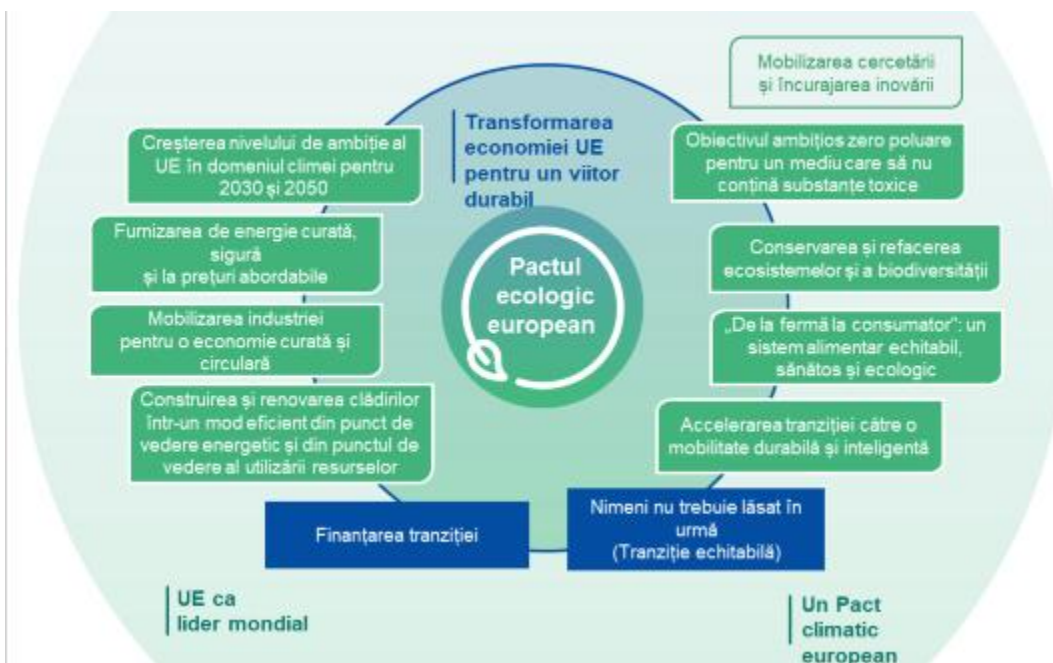 Mobilizarea cercetării
și încurajarea inovării
Transformarea
economiei UE
pentru un viitor
durabil
Creșterea nivelului de ambiție al
UE în domeniul climei pentru
2030 și 2050
Furnizarea de energie curată,
sigură
și la prețuri abordabile
Mobilizarea industriei
pentru o economie curată și
circulară
Construirea și renovarea clădirilor
într-un mod eficient din punct de
vedere energetic și din punctul de
vedere al utilizării resurselor
Pactul
ecologic
european
Obiectivul ambițios zero poluare
pentru un mediu care să nu
conțină substanțe toxice
Conservarea și refacerea
ecosistemelor și a biodiversității
„De la fermă la consumator”: un
sistem alimentar echitabil,
sănătos și ecologic
Accelerarea tranziției către o
mobilitate durabilă și inteligentă
Finanțarea tranziției
Nimeni nu trebuie lăsat în
urmă
(Tranziție echitabilă)
UE ca
lider mondial
Un Pact
climatic
european